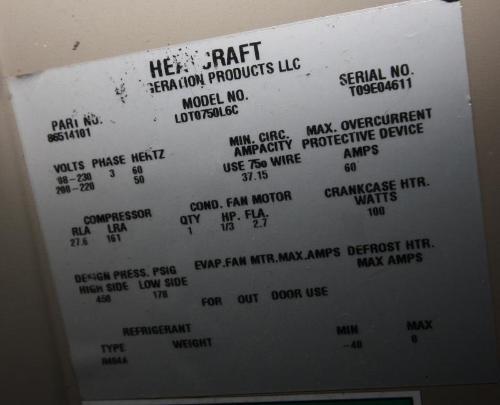 HEATCRAFT
GERATION PRODUCTS LLC
PART NO.
86514101
MODEL NO.
LDT0750L6C
SERIAL NO.
T09E04611
VOLTS PHASE HERTZ
08-230 3 60
200-220 50
MIN. CIRC. AMPACITY
USE 75o WIRE
37.15
MAX. OVERCURRENT
PROTECTIVE DEVICE
AMPS
60
COMPRESSOR
RLA LRA
27.6 161
COND. FAN MOTOR
QTY HP. FLA.
1 1/3 2.7
CRANKCASE HTR.
WATTS
100
DESIGN PRESS. PSIG
HIGH SIDE LOW SIDE
450 170
EVAP.FAN MTR.MAX.AMPS
DEFROST HTR.
MAX AMPS
FOR OUT DOOR USE
REFRIGERANT
TYPE WEIGHT
R404A
MIN MAX
-40 0